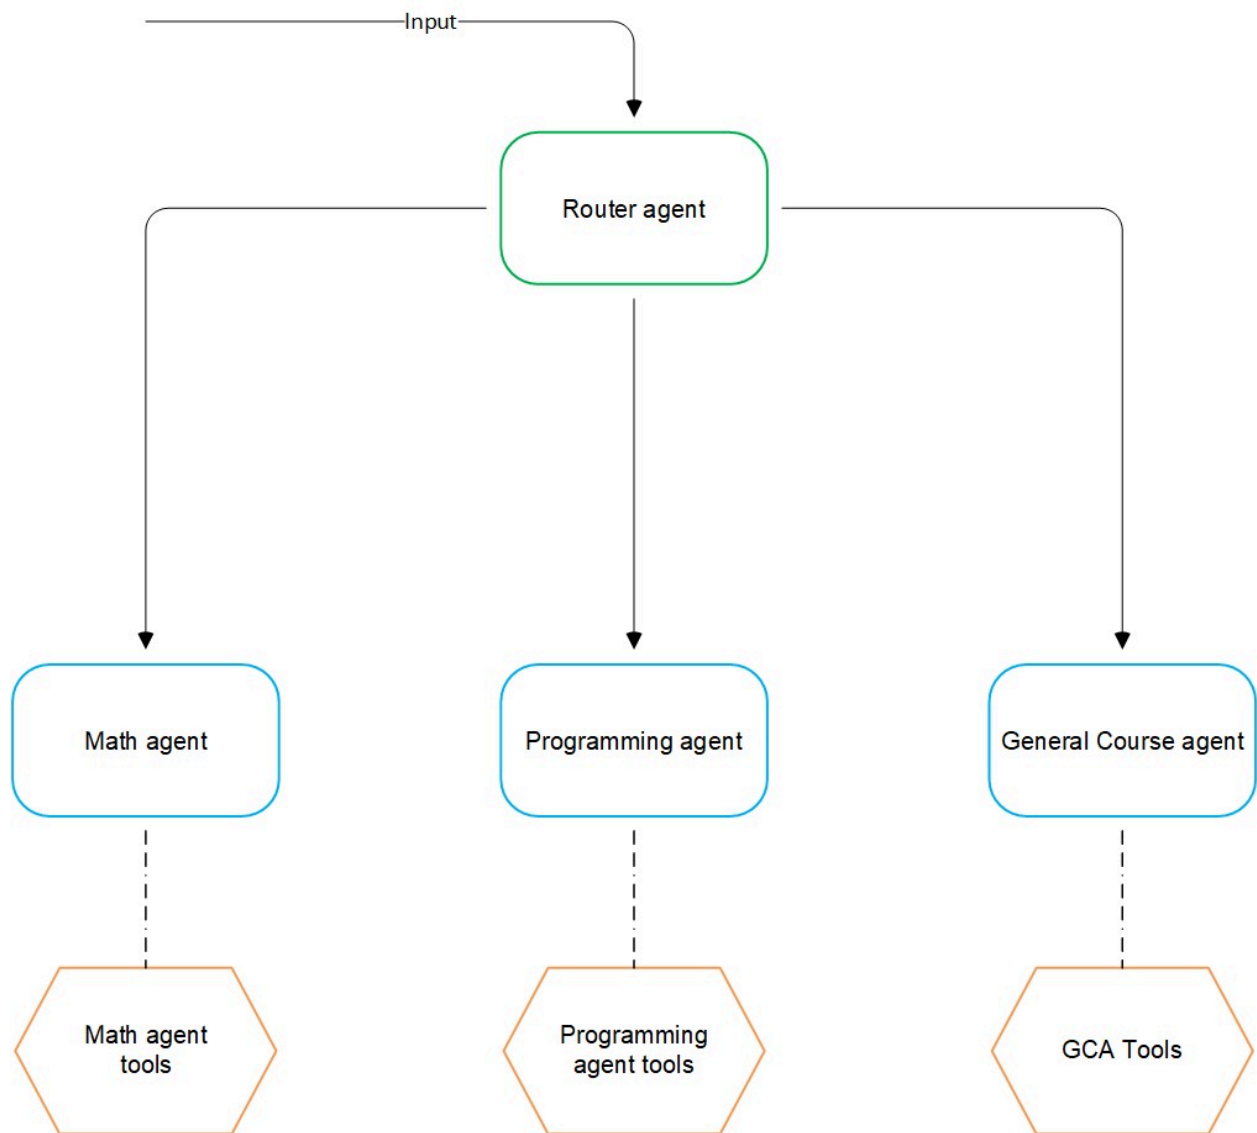 Input
Router agent
Math agent
Programming agent
General Course agent
Math agent
tools
Programming
agent tools
GCA Tools